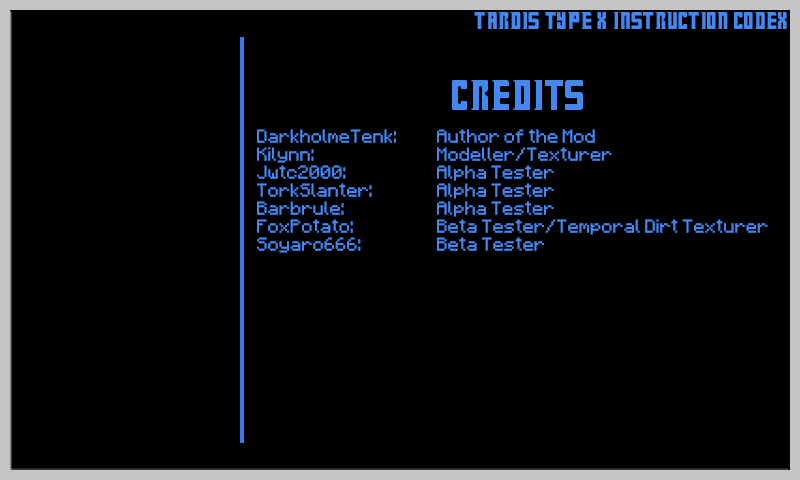 TARDIS TYPE X INSTRUCTION CODEX
CREDITS
DarkholmeTenk: Author of the Mod
Kilynn: Modeller/Texturer
Jwtc2000: Alpha Tester
TorkSlanter: Alpha Tester
Barbrule: Alpha Tester
FoxPotato: Beta Tester/Temporal Dirt Texturer
Soyaro666: Beta Tester